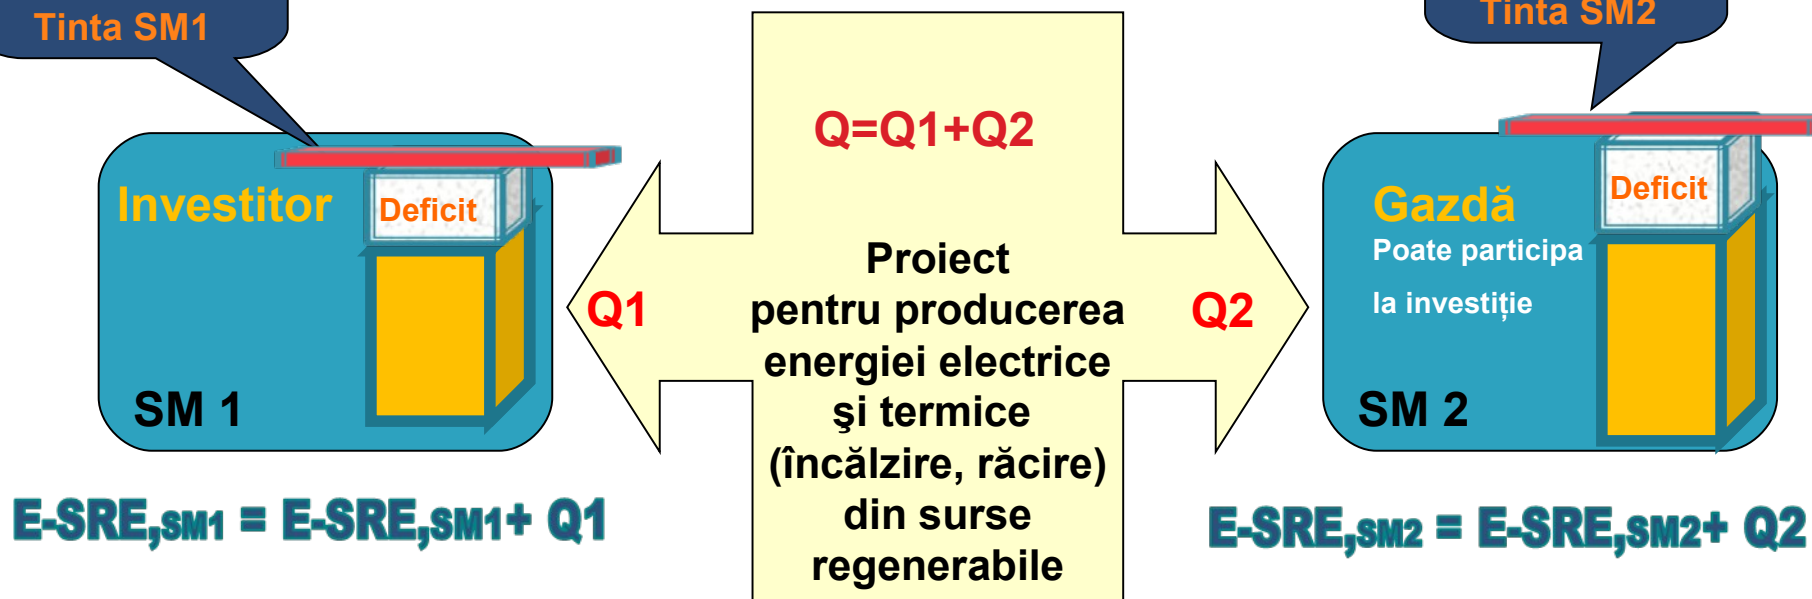 Tinta SM1
Tinta SM2
Q=Q1+Q2
Investitor
Deficit
Gazdă
Poate participa
la investiție
Deficit
Q1
Proiect
pentru producerea
energiei electrice
şi termice
(încălzire, răcire)
din surse
regenerabile
Q2
SM 1
SM 2
E-SRE,SM1 = E-SRE,SM1+ Q1
E-SRE,SM2 = E-SRE,SM2+ Q2